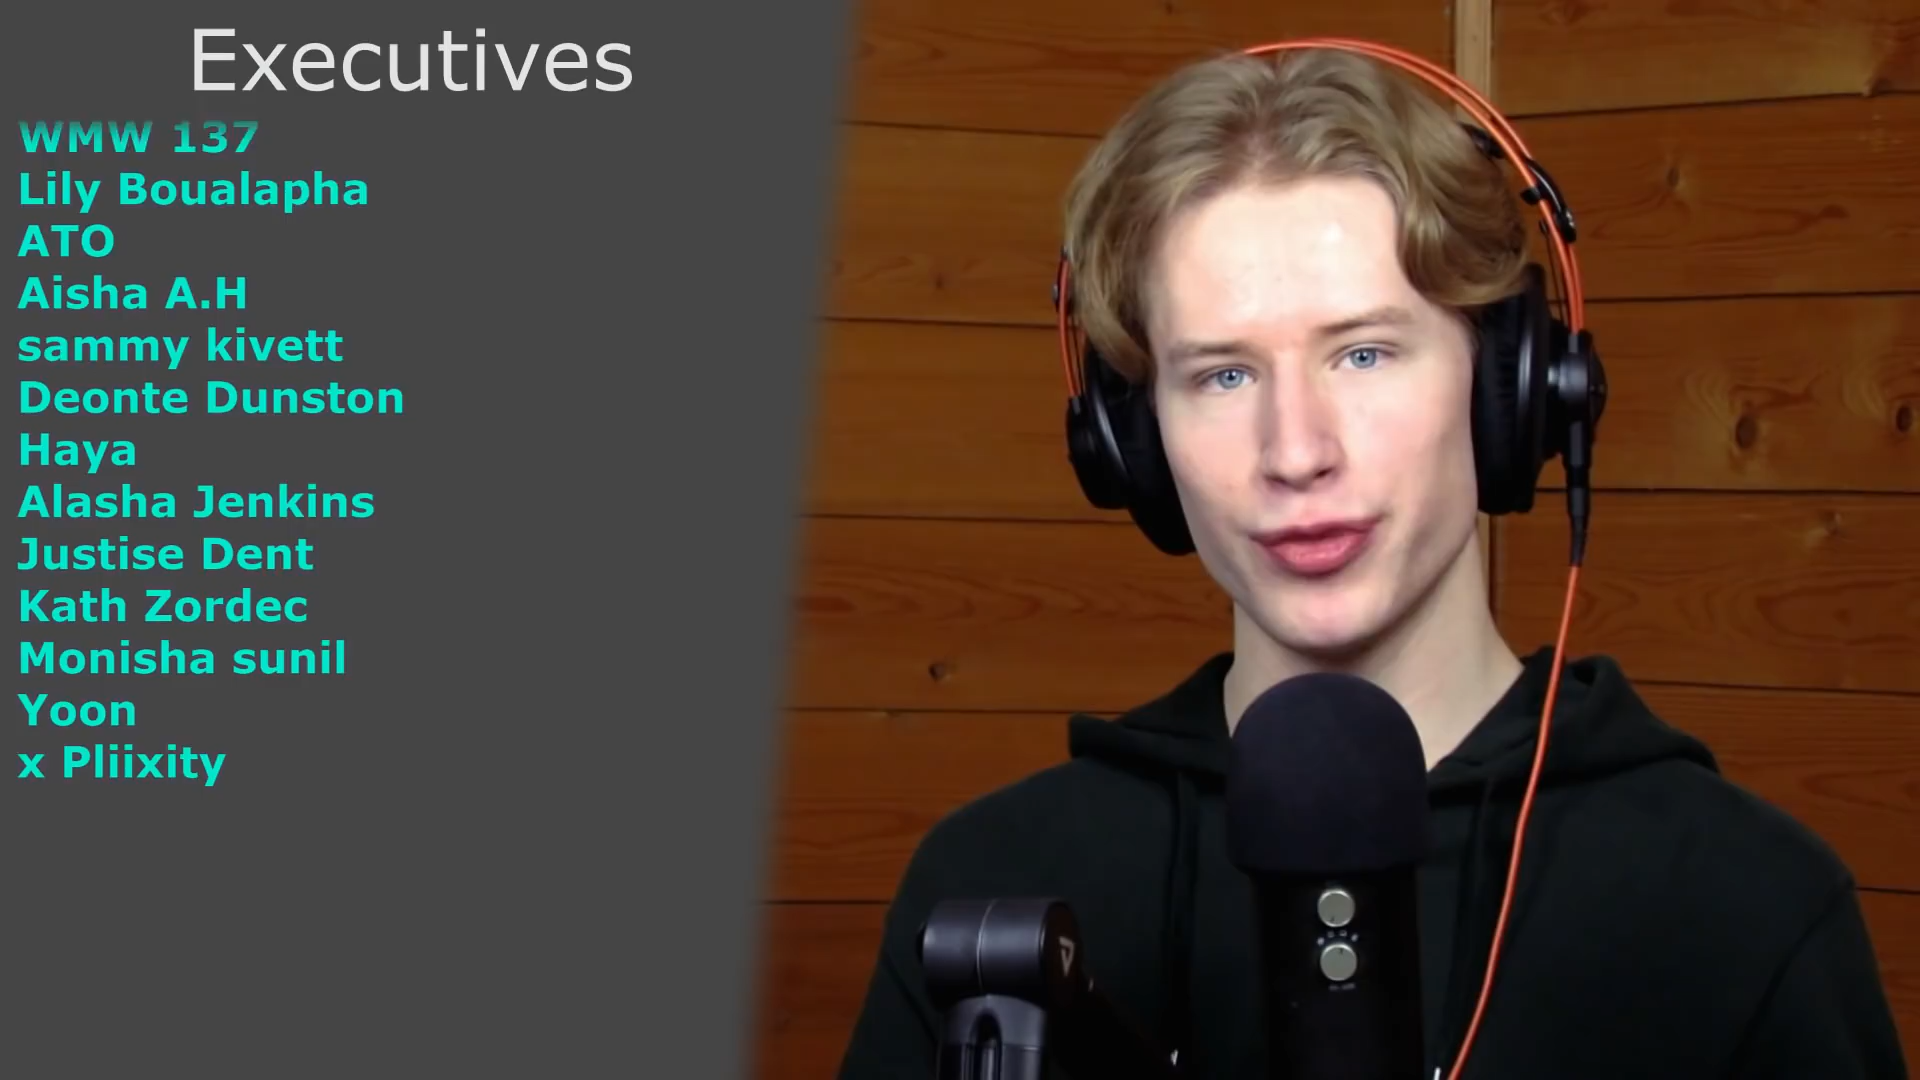 Executives
WMW 137
Lily Boualapha
ATO
Aisha A.H
sammy kivett
Deonte Dunston
Haya
Alasha Jenkins
Justise Dent
Kath Zordec
Monisha sunil
Yoon
x Pliixity